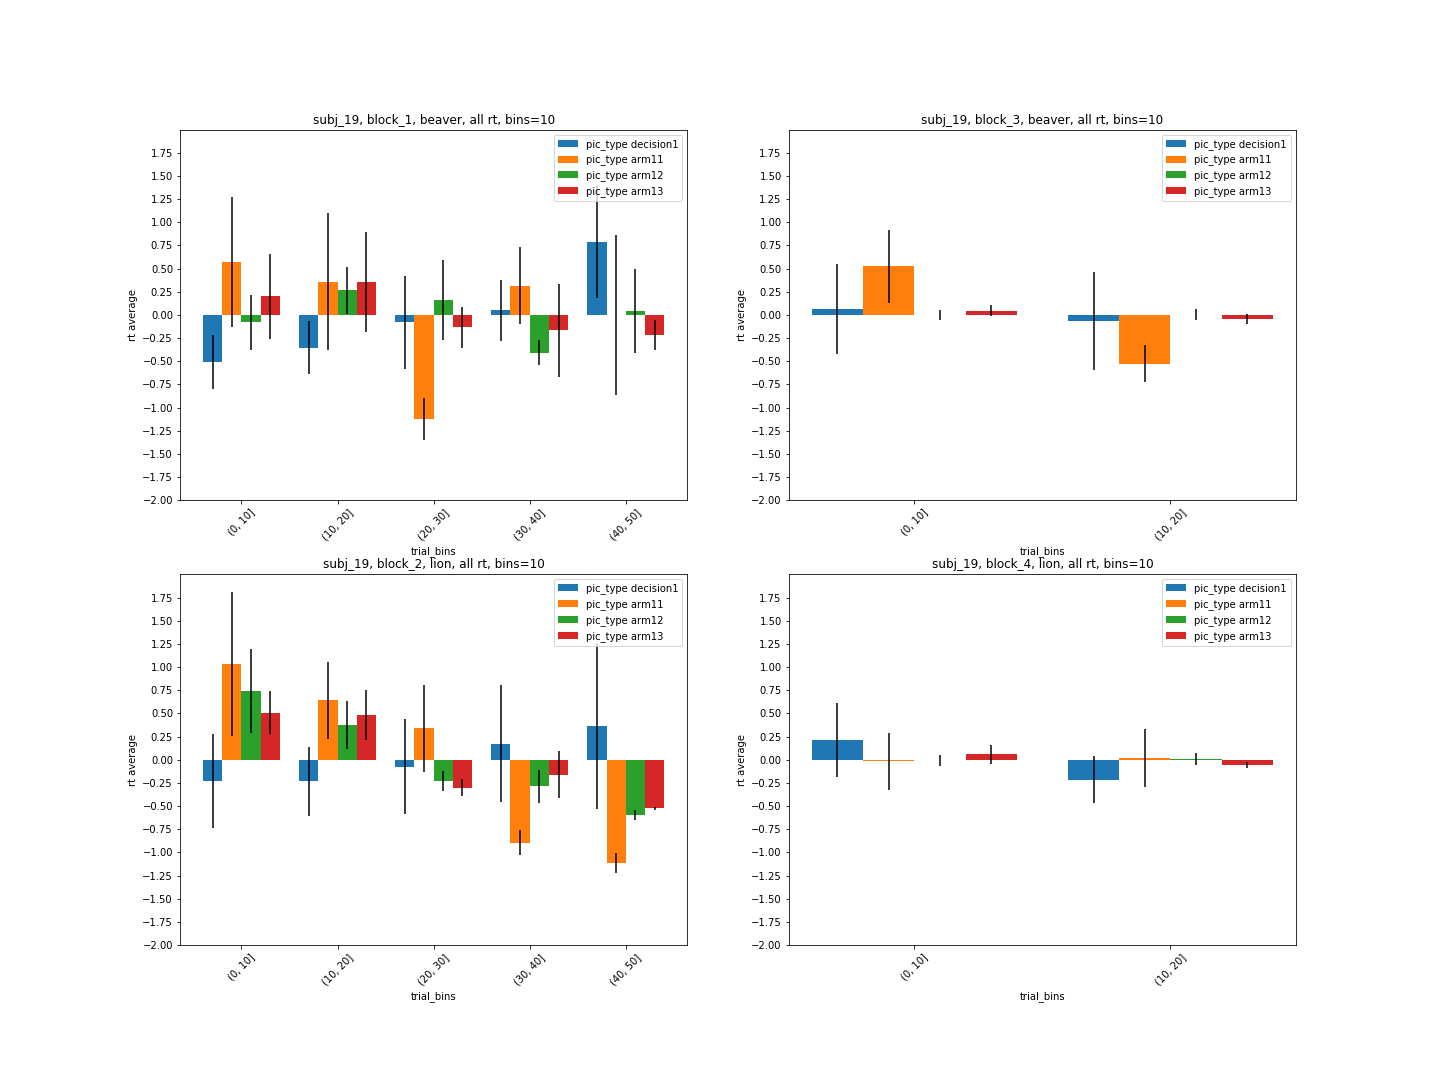 subj_19, block_1, beaver, all rt, bins=10
pic_type decision1
pic_type arm11
pic_type arm12
pic_type arm13
1.75
1.50
1.25
1.00
0.75
0.50
0.25
0.00
−0.25
−0.50
−0.75
−1.00
−1.25
−1.50
−1.75
−2.00
rt average
(0, 10]
(10, 20]
(20, 30]
(30, 40]
(40, 50]
trial_bins
subj_19, block_3, beaver, all rt, bins=10
pic_type decision1
pic_type arm11
pic_type arm12
pic_type arm13
1.75
1.50
1.25
1.00
0.75
0.50
0.25
0.00
−0.25
−0.50
−0.75
−1.00
−1.25
−1.50
−1.75
−2.00
rt average
(0, 10]
(10, 20]
trial_bins
subj_19, block_2, lion, all rt, bins=10
pic_type decision1
pic_type arm11
pic_type arm12
pic_type arm13
1.75
1.50
1.25
1.00
0.75
0.50
0.25
0.00
−0.25
−0.50
−0.75
−1.00
−1.25
−1.50
−1.75
−2.00
rt average
(0, 10]
(10, 20]
(20, 30]
(30, 40]
(40, 50]
trial_bins
subj_19, block_4, lion, all rt, bins=10
pic_type decision1
pic_type arm11
pic_type arm12
pic_type arm13
1.75
1.50
1.25
1.00
0.75
0.50
0.25
0.00
−0.25
−0.50
−0.75
−1.00
−1.25
−1.50
−1.75
−2.00
rt average
(0, 10]
(10, 20]
trial_bins